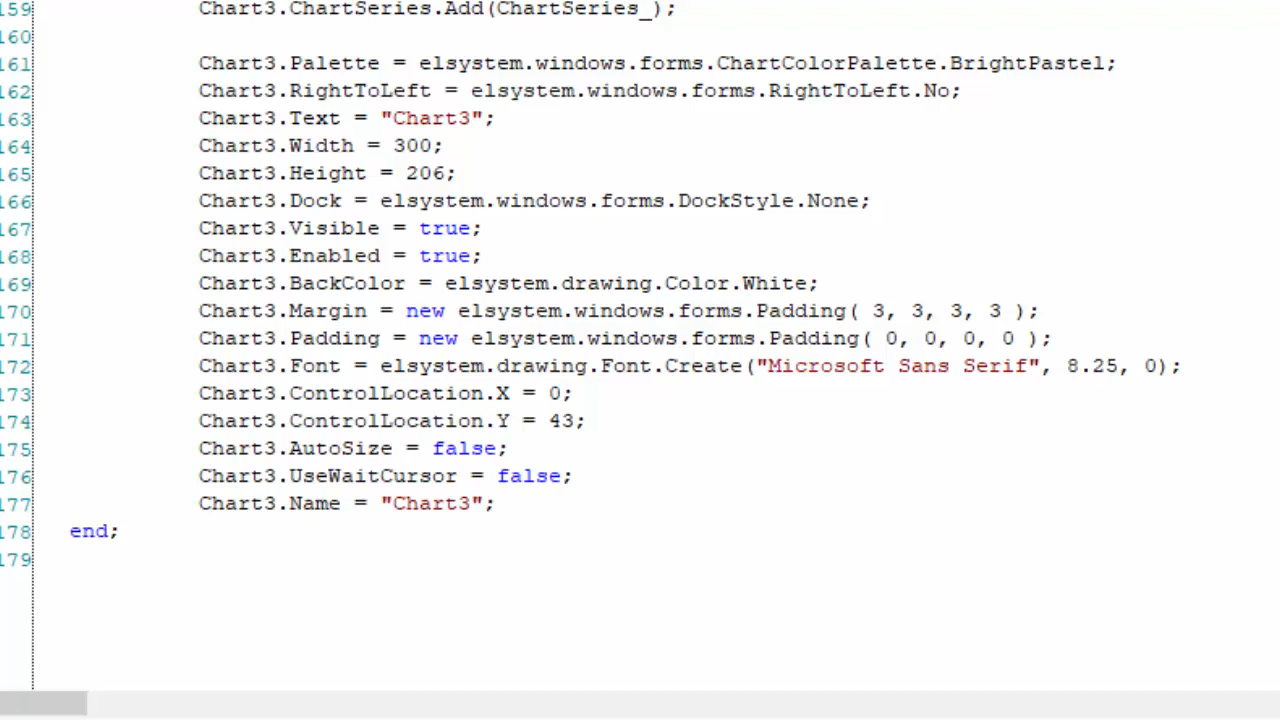 159 Chart3.ChartSeries.Add(ChartSeries_);
160
161 Chart3.Palette = elsystem.windows.forms.ChartColorPalette.BrightPastel;
162 Chart3.RightToLeft = elsystem.windows.forms.RightToLeft.No;
163 Chart3.Text = "Chart3";
164 Chart3.Width = 300;
165 Chart3.Height = 206;
166 Chart3.Dock = elsystem.windows.forms.DockStyle.None;
167 Chart3.Visible = true;
168 Chart3.Enabled = true;
169 Chart3.BackColor = elsystem.drawing.Color.White;
170 Chart3.Margin = new elsystem.windows.forms.Padding( 3, 3, 3, 3 );
171 Chart3.Padding = new elsystem.windows.forms.Padding( 0, 0, 0, 0 );
172 Chart3.Font = elsystem.drawing.Font.Create("Microsoft Sans Serif", 8.25, 0);
173 Chart3.ControlLocation.X = 0;
174 Chart3.ControlLocation.Y = 43;
175 Chart3.AutoSize = false;
176 Chart3.UseWaitCursor = false;
177 Chart3.Name = "Chart3";
178 end;
179